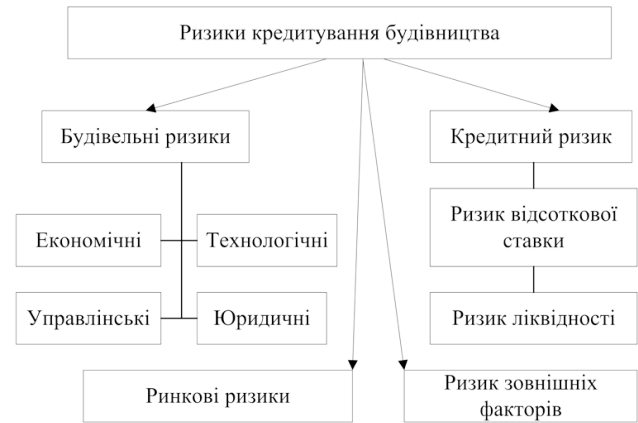 Ризики кредитування будівництва
Будівельні ризики
Кредитний ризик
Економічні
Технологічні
Ризик відсоткової
ставки
Управлінські
Юридичні
Ризик ліквідності
Ринкові ризики
Ризик зовнішніх
факторів